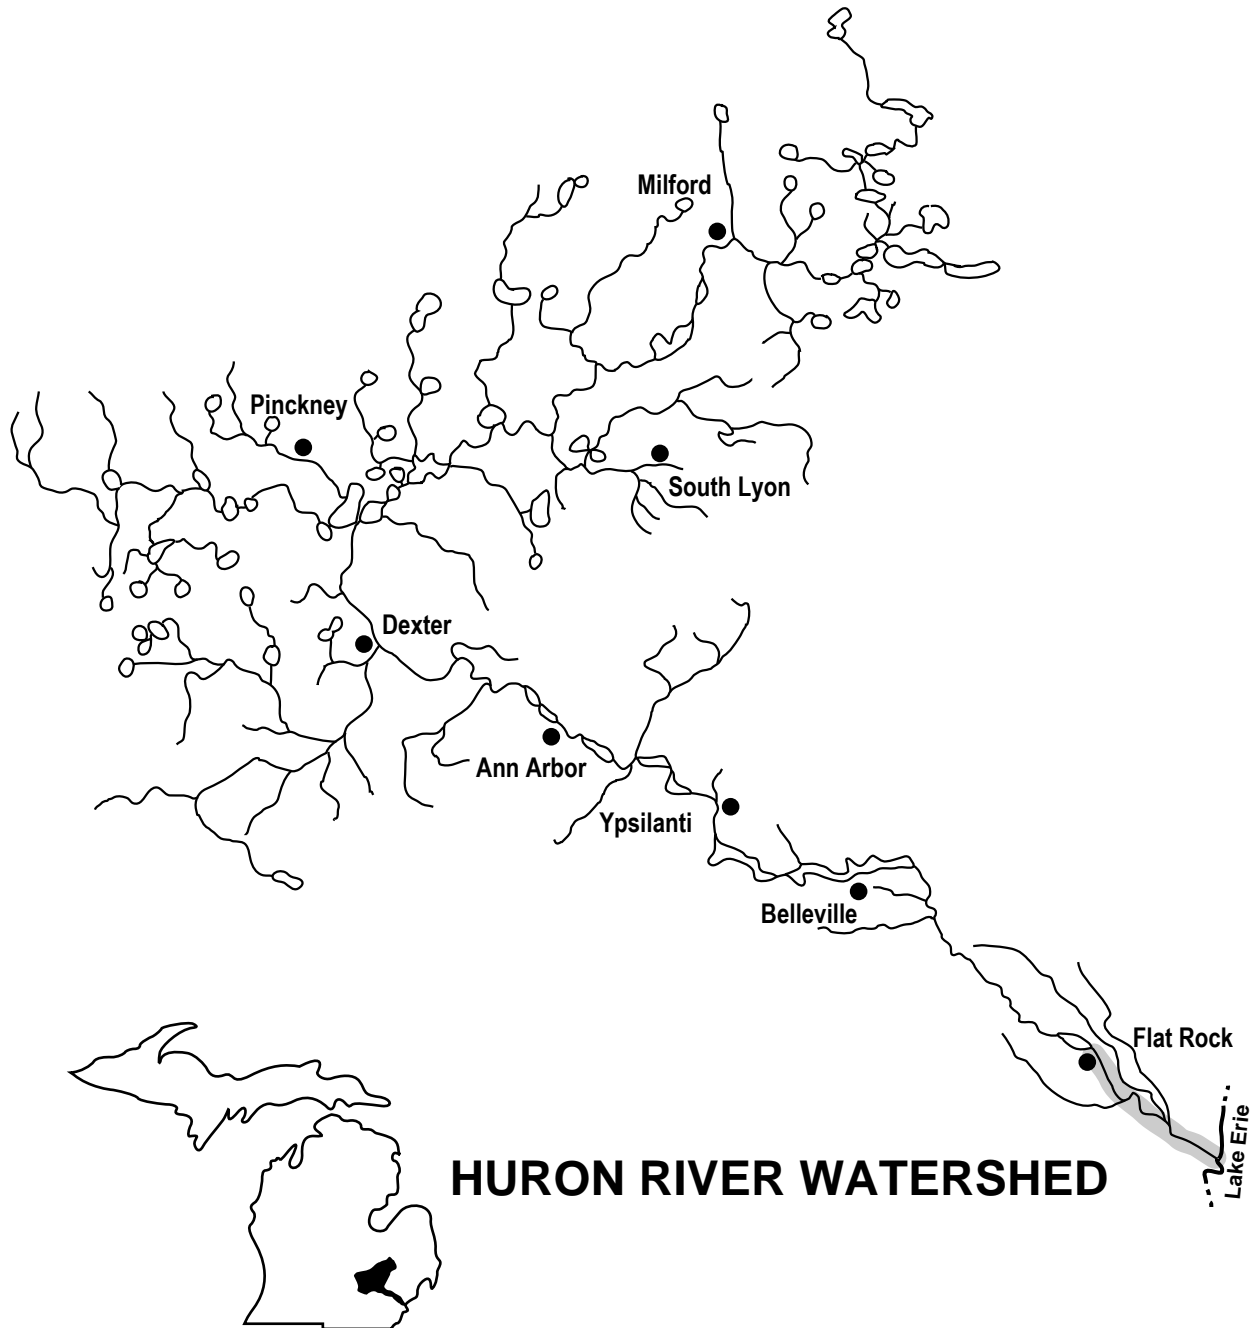 Milford
Pinckney
South Lyon
Dexter
Ann Arbor
Ypsilanti
Belleville
Flat Rock
Lake Erie
HURON RIVER WATERSHED